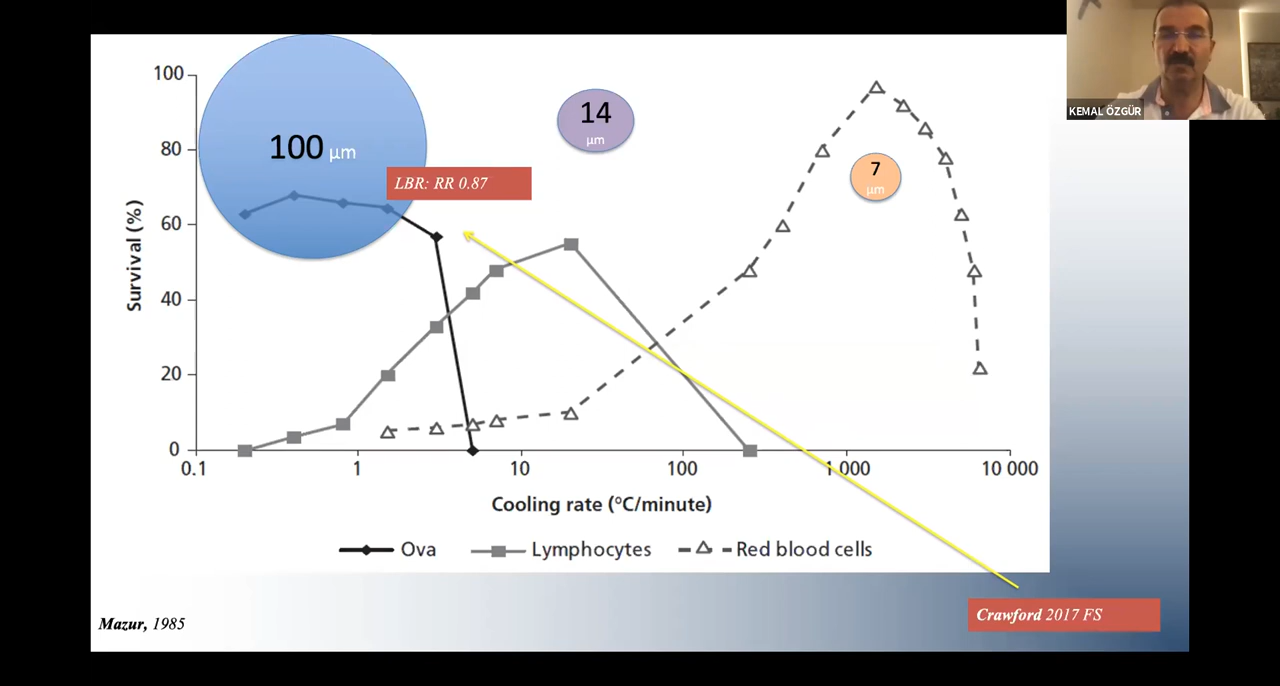 KEMAL ÖZGÜR
100
80
60
40
20
0
Survival (%)
100 µm
14
µm
7
µm
LBR: RR 0.87
0.1
1
10
100
1 000
10 000
Cooling rate (°C/minute)
Ova
Lymphocytes
Red blood cells
Mazur, 1985
Crawford 2017 FS